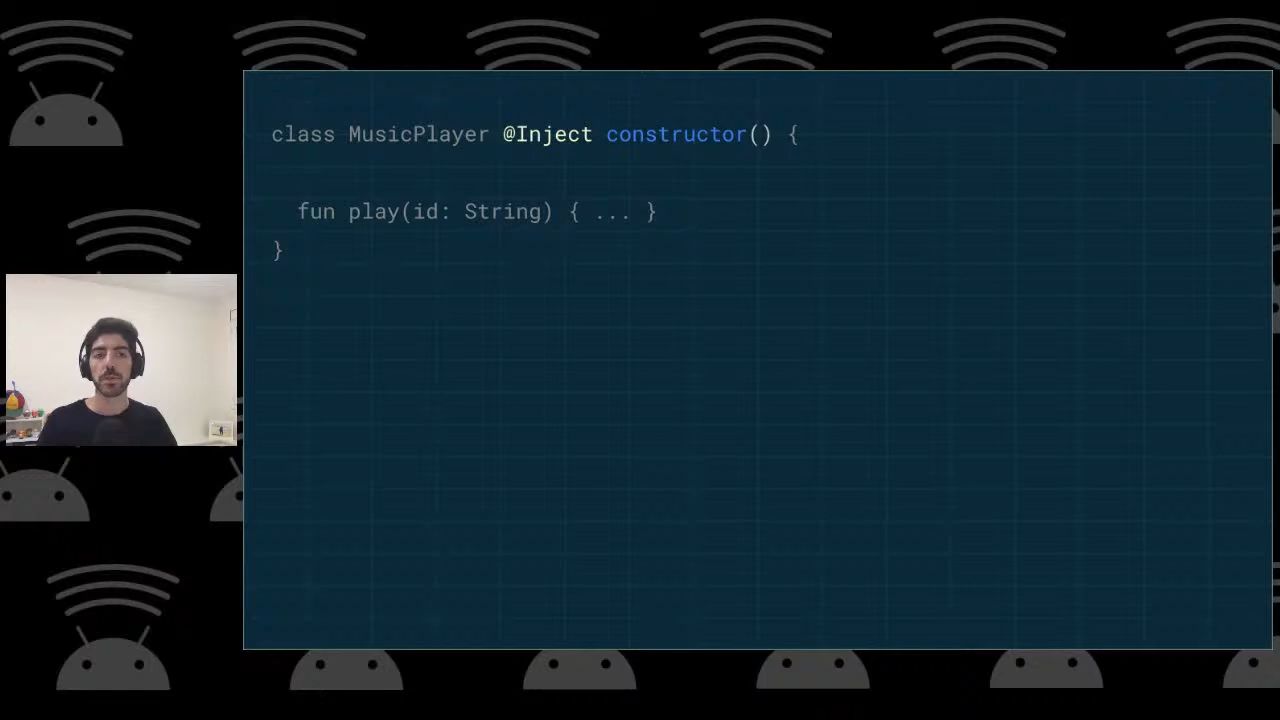 class MusicPlayer @Inject constructor() {
fun play(id: String) { ... }
}